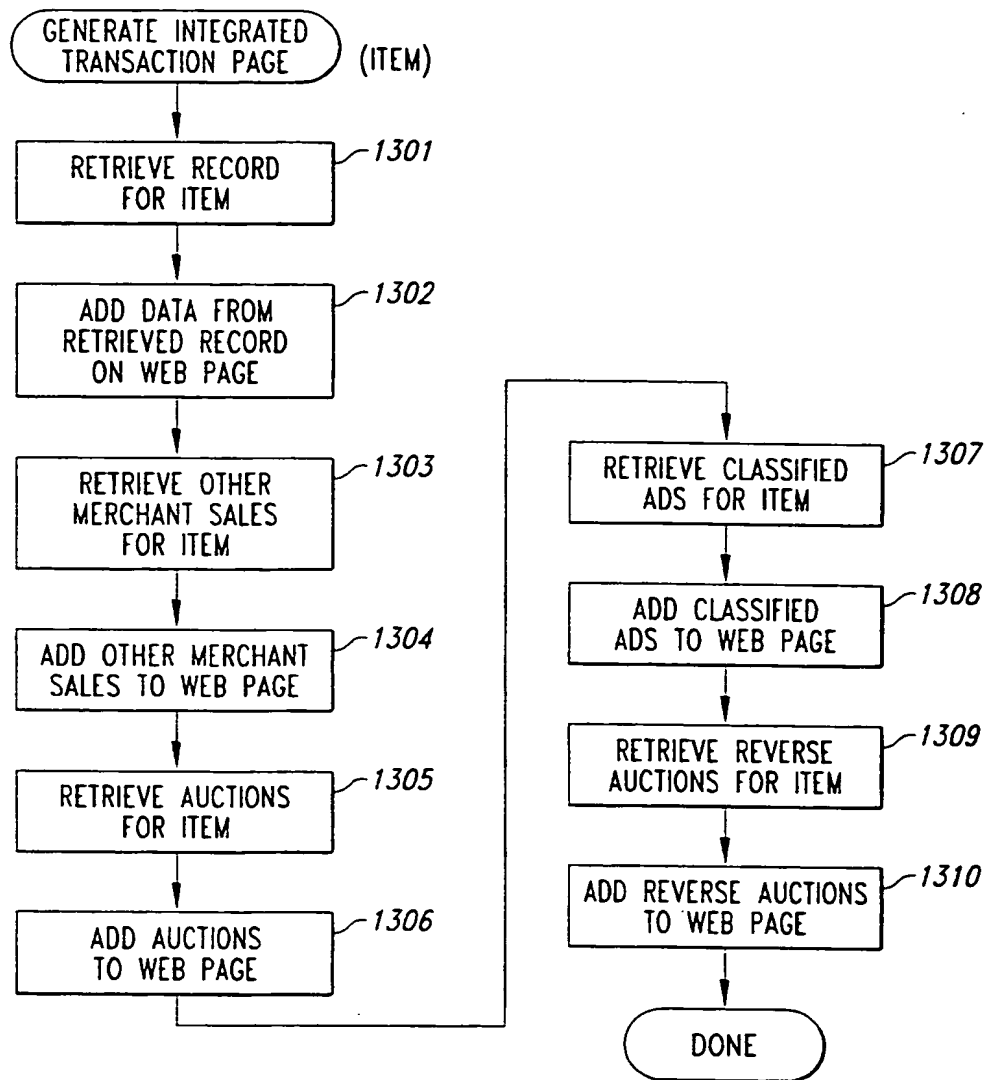 GENERATE INTEGRATED
TRANSACTION PAGE
(ITEM)
1301
RETRIEVE RECORD
FOR ITEM
1302
ADD DATA FROM
RETRIEVED RECORD
ON WEB PAGE
1303
RETRIEVE OTHER
MERCHANT SALES
FOR ITEM
1304
ADD OTHER MERCHANT
SALES TO WEB PAGE
1305
RETRIEVE AUCTIONS
FOR ITEM
1306
ADD AUCTIONS
TO WEB PAGE
1307
RETRIEVE CLASSIFIED
ADS FOR ITEM
1308
ADD CLASSIFIED
ADS TO WEB PAGE
1309
RETRIEVE REVERSE
AUCTIONS FOR ITEM
1310
ADD REVERSE AUCTIONS
TO WEB PAGE
DONE